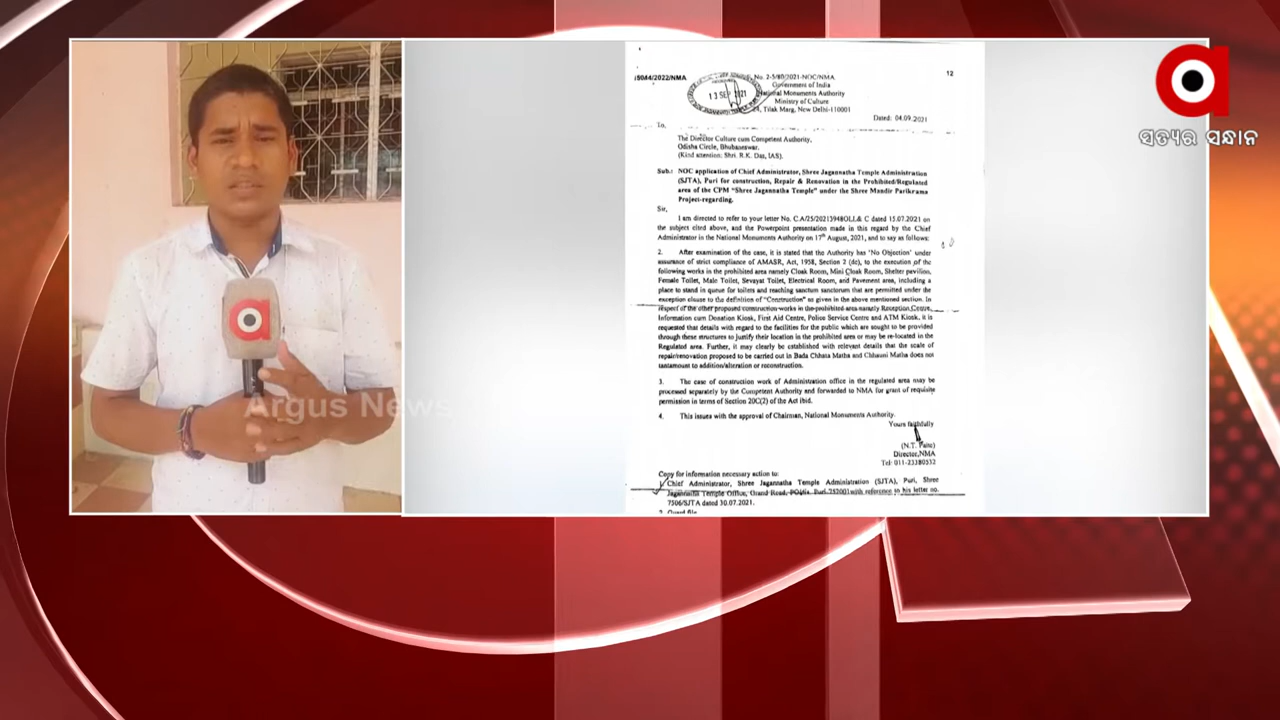 15044/2022/NMA
No. 2-5/80/2021-NOC/NMA
12
Government of India
National Monuments Authority
Ministry of Culture
24, Tilak Marg, New Delhi-110001
13 SEP 2021
Dated: 04.09.2021
To,
The Director Culture cum Competent Authority,
Odisha Circle, Bhubaneswar.
(Kind attention: Shri. R.K. Das, IAS).
Sub.: NOC application of Chief Administrator, Shree Jagannatha Temple Administration
(SJTA), Puri for construction, Repair & Renovation in the Prohibited/Regulated
area of the CPM "Shree Jagannatha Temple" under the Shree Mandir Parikrama
Project-regarding.
Sir,
I am directed to refer to your letter No. dated 15.07.2021 on
the subject cited above, and the Powerpoint presentation made in this regard by the Chief
Administrator in the National Monuments Authority on 17th August, 2021, and to say as follows:
2. After examination of the case, it is stated that the Authority has 'No Objection' under
assurance of strict compliance of AMASR, Act, 1958, Section 2 (dc), to the execution of the
following works in the prohibited area namely Cloak Room, Mini Cloak Room, Shelter pavilion,
Female Toilet, Male Toilet, Sevayat Toilet, Electrical Room, and Pavement area, including a
place to stand in queue for toilets and reaching sanctum sanctorum that are permitted under the
exception clause to the definition of "Construction" as given in the above mentioned section. In
respect of the other proposed construction works in the prohibited area namely Reception Centre,
Information cum Donation Kiosk, First Aid Centre, Police Service Centre and ATM Kiosk, it is
requested that details with regard to the facilities for the public which are sought to be provided
through these structures to justify their location in the prohibited area or may be re-located in the
Regulated area. Further, it may clearly be established with relevant details that the scale of
repair/renovation proposed to be carried out in Bada Chhata Matha and Chhauni Matha does not
tantamount to addition/alteration or reconstruction.
3. The case of construction work of Administration office in the regulated area may be
processed separately by the Competent Authority and forwarded to NMA for grant of requisite
permission in terms of Section 20C(2) of the Act ibid.
4. This issues with the approval of Chairman, National Monuments Authority.
Yours faithfully
(N.T. Paite)
Director, NMA
Tel: 011-23380532
Copy for information necessary action to:
Chief Administrator, Shree Jagannatha Temple Administration (SJTA), Puri, Shree
Jagannatha Temple Office, Grand Road, Puri-752001 with reference to his letter no.
7506/SJTA dated 30.07.2021.
2. Guard file
ସତ୍ୟର ସନ୍ଧାନ
Argus News